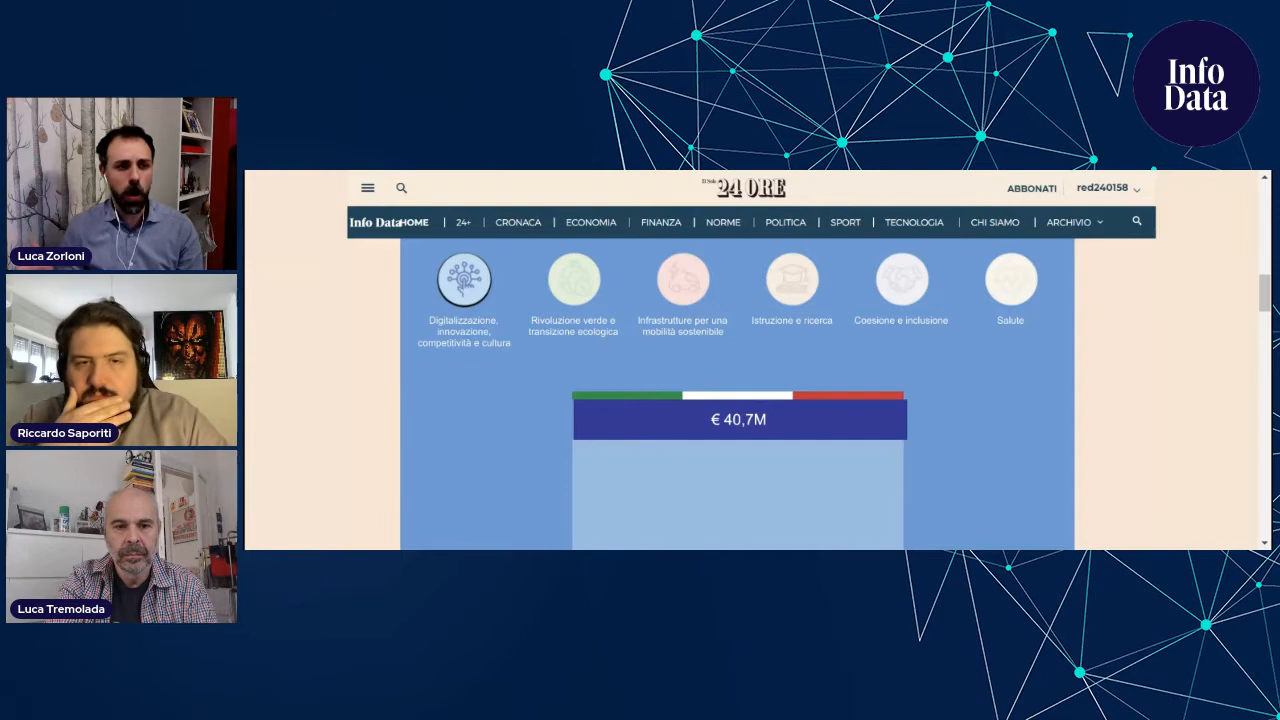 Info
Data
Luca Zorloni
Riccardo Saporiti
Luca Tremolada
Il Sole
24 ORE
ABBONATI
red240158
Info Data HOME
24+
CRONACA
ECONOMIA
FINANZA
NORME
POLITICA
SPORT
TECNOLOGIA
CHI SIAMO
ARCHIVIO
Digitalizzazione,
innovazione,
competitività e cultura
Rivoluzione verde e
transizione ecologica
Infrastrutture per una
mobilità sostenibile
Istruzione e ricerca
Coesione e inclusione
Salute
€ 40,7M